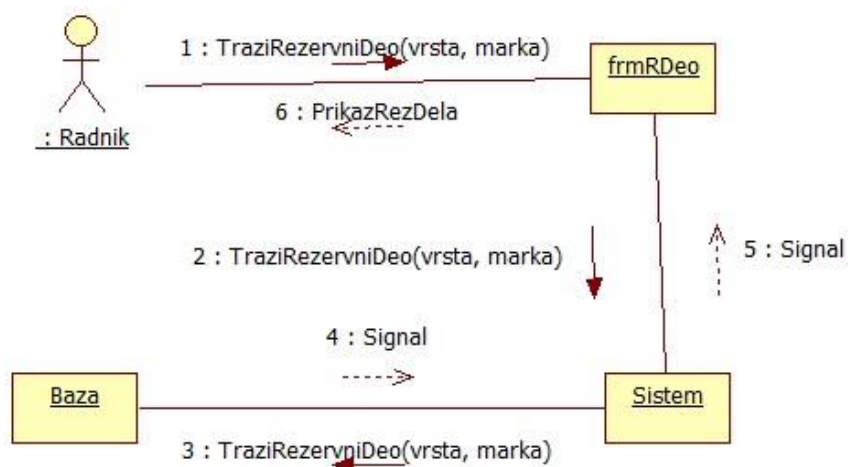 1 : TraziRezervniDeo(vrsta, marka)
frmRDeo
6 : PrikazRezDela
: Radnik
2 : TraziRezervniDeo(vrsta, marka)
5 : Signal
4 : Signal
Baza
Sistem
3 : TraziRezervniDeo(vrsta, marka)